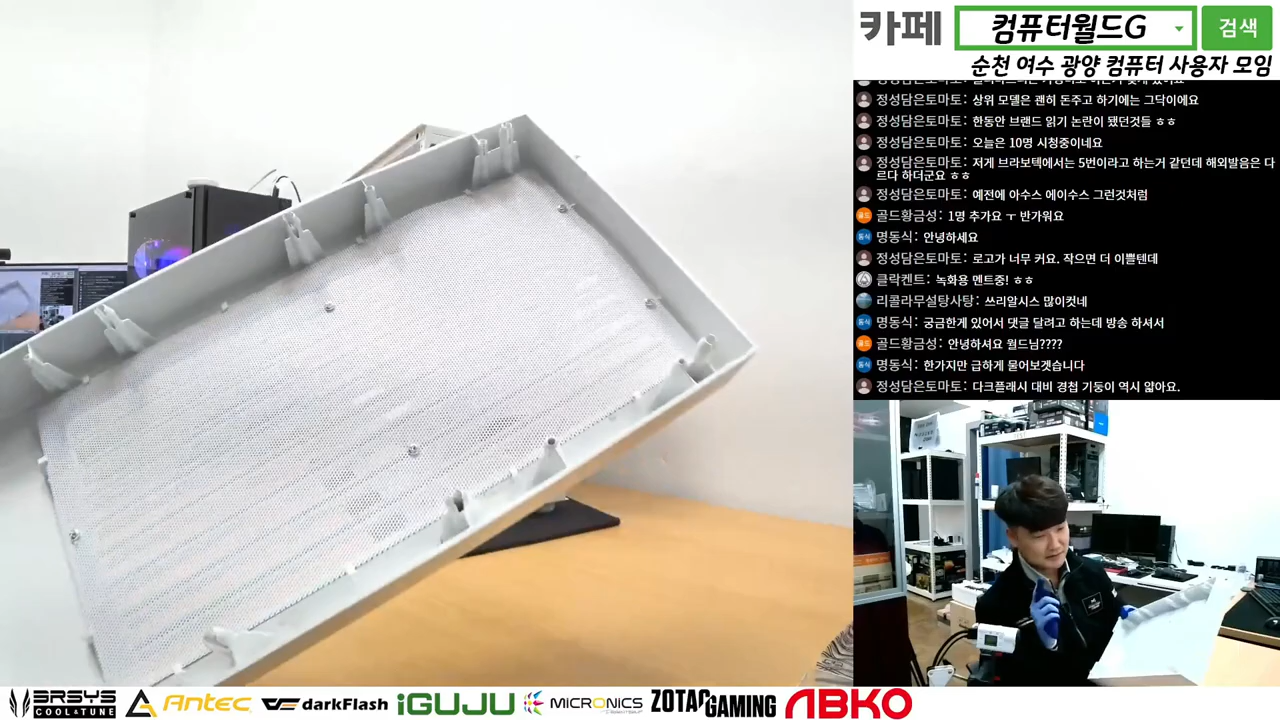 카페
컴퓨터월드G
검색
순천 여수 광양 컴퓨터 사용자 모임
정성담은토마토: 상위 모델은 괜히 돈주고 하기에는 그닥이에요
정성담은토마토: 한동안 브랜드 읽기 논란이 됐던것들 ㅎㅎ
정성담은토마토: 오늘은 10명 시청중이네요
정성담은토마토: 저게 브라보텍에서는 5번이라고 하는거 같던데 해외발음은 다
르다 하더군요 ㅎㅎ
정성담은토마토: 예전에 아수스 에이수스 그런것처럼
골드황금성: 1명 추가요 ㅜ 반가워요
명동식: 안녕하세요
정성담은토마토: 로고가 너무 커요. 작으면 더 이쁠텐데
클락켄트: 녹화용 멘트중! ㅎㅎ
리콜라무설탕사탕: 쓰리알시스 많이컷네
명동식: 궁금한게 있어서 댓글 달려고 하는데 방송 하셔서
골드황금성: 안녕하셔요 월드님????
명동식: 한가지만 급하게 물어보겟습니다
정성담은토마토: 다크플래시 대비 경첩 기둥이 역시 얇아요.
3RSYS
COOL & TUNE
Antec
darkFlash
iGUJU
MICRONICS
ZOTAC GAMING
ABKO